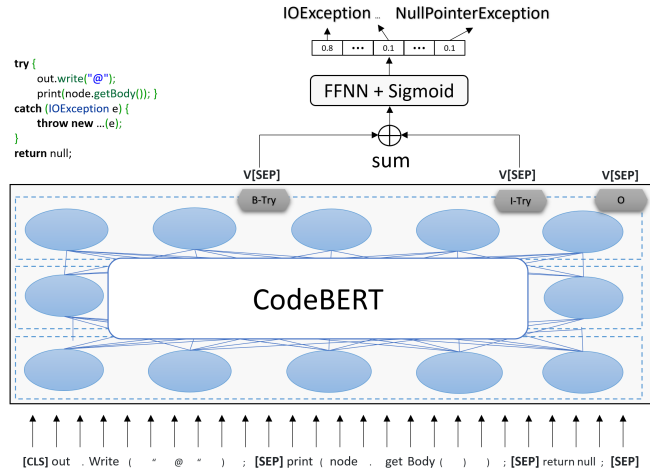 IOException ... NullPointerException
0.8 ••• 0.1 ••• 0.1
try {
out.write("@");
print(node.getBody()); }
catch (IOException e) {
throw new ...(e);
}
return null;
FFNN + Sigmoid
sum
V[SEP] V[SEP] V[SEP]
B-Try I-Try O
CodeBERT
[CLS] out . Write ( " @ " ) ; [SEP] print ( node . get Body ( ) ) ; [SEP] return null ; [SEP]